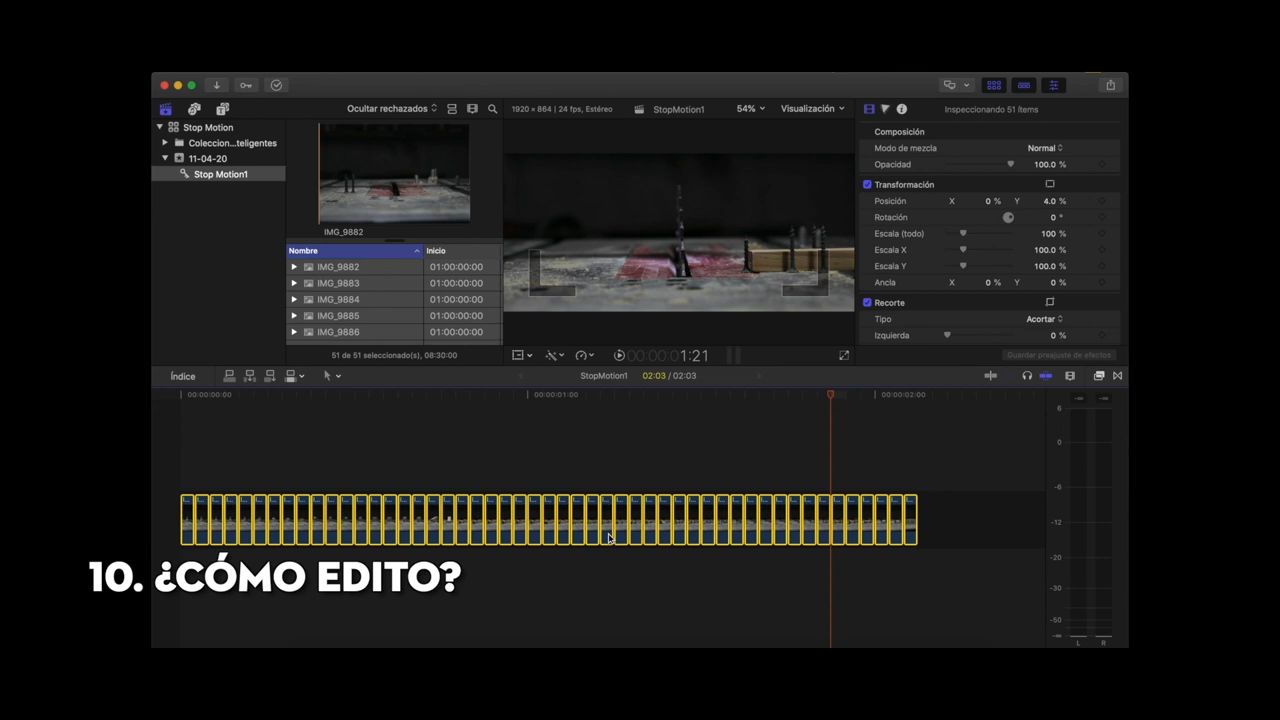 Ocultar rechazados
1920 × 864 | 24 fps, Estéreo
StopMotion1
54%
Visualización
Inspeccionando 51 ítems
Stop Motion
Coleccion…teligentes
11-04-20
Stop Motion1
IMG_9882
Nombre
Inicio
IMG_9882
01:00:00:00
IMG_9883
01:00:00:00
IMG_9884
01:00:00:00
IMG_9885
01:00:00:00
IMG_9886
01:00:00:00
51 de 51 seleccionado(s), 08:30:00
00:00:00:01:21
Composición
Modo de mezcla
Normal
Opacidad
100.0 %
Transformación
Posición X 0 % Y 4.0 %
Rotación 0 °
Escala (todo) 100 %
Escala X 100.0 %
Escala Y 100.0 %
Ancla X 0 % Y 0 %
Recorte
Tipo Acortar
Izquierda 0 %
Guardar preajuste de efectos
Índice
StopMotion1
02:03 / 02:03
00:00:00:00
00:00:01:00
00:00:02:00
-∞ -∞
6
0
-6
-12
-20
-30
-50
-∞
L R
10. ¿CÓMO EDITO?